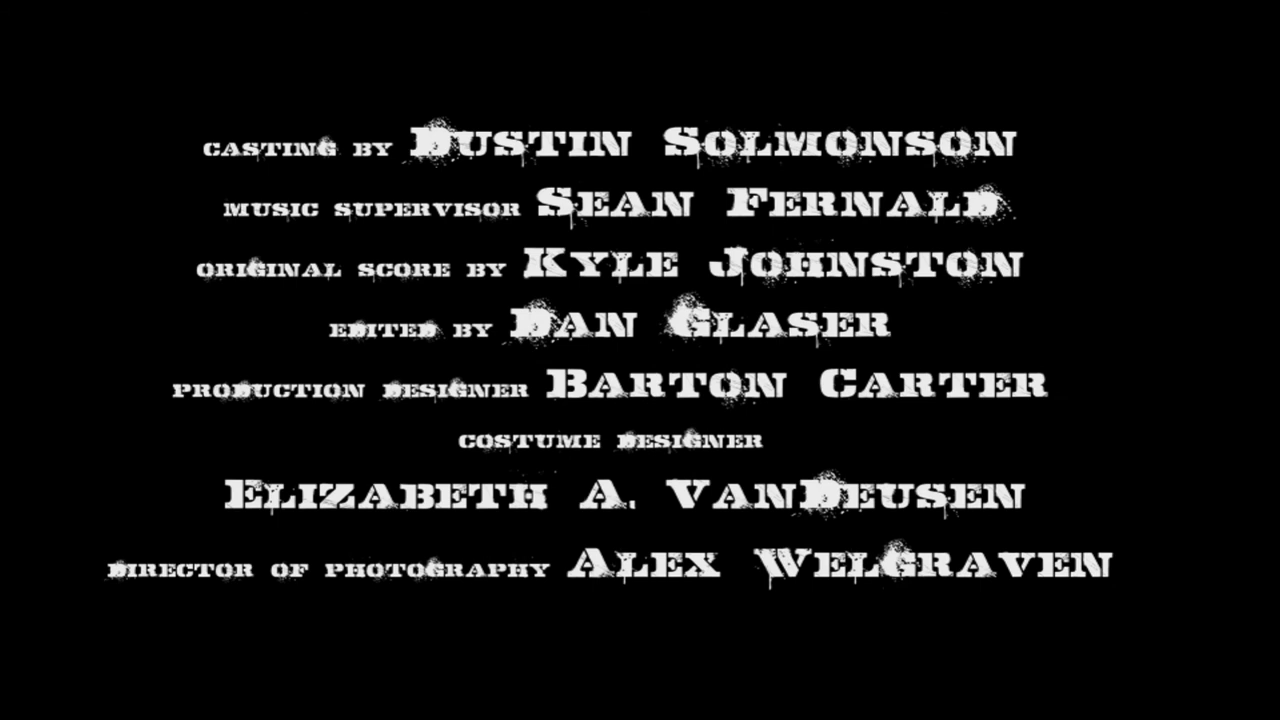 CASTING BY DUSTIN SOLMONSON
MUSIC SUPERVISOR SEAN FERNALD
ORIGINAL SCORE BY KYLE JOHNSTON
EDITED BY DAN GLASER
PRODUCTION DESIGNER BARTON CARTER
COSTUME DESIGNER
ELIZABETH A. VANDEUSEN
DIRECTOR OF PHOTOGRAPHY ALEX WELGRAVEN